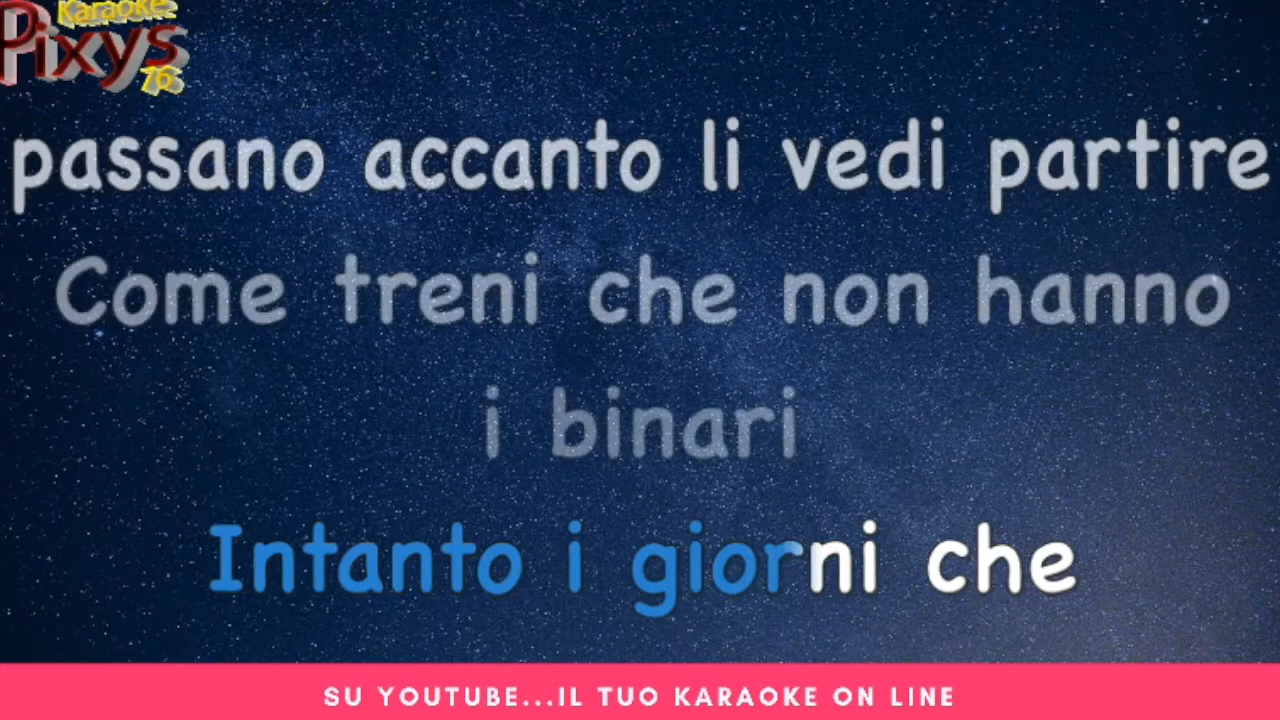 Karaoke
Pixys
76
passano accanto li vedi partire
Come treni che non hanno
i binari
Intanto i giorni che
SU YOUTUBE...IL TUO KARAOKE ON LINE